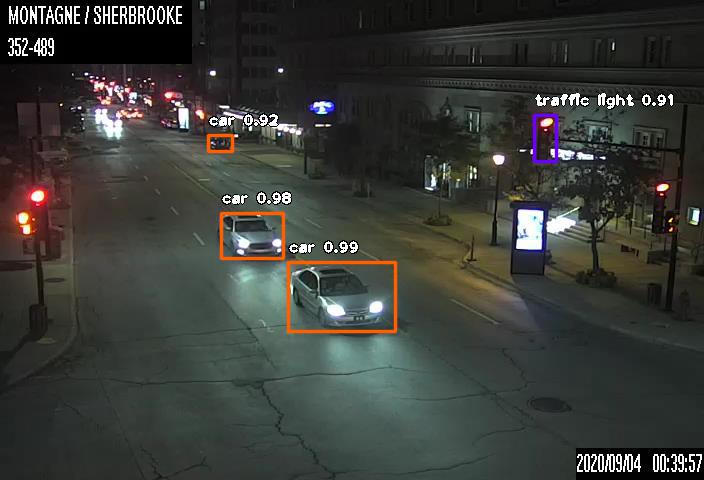 MONTAGNE / SHERBROOKE
352-489
traffic light 0.91
car 0.92
car 0.98
car 0.99
2020/09/04 00:39:57